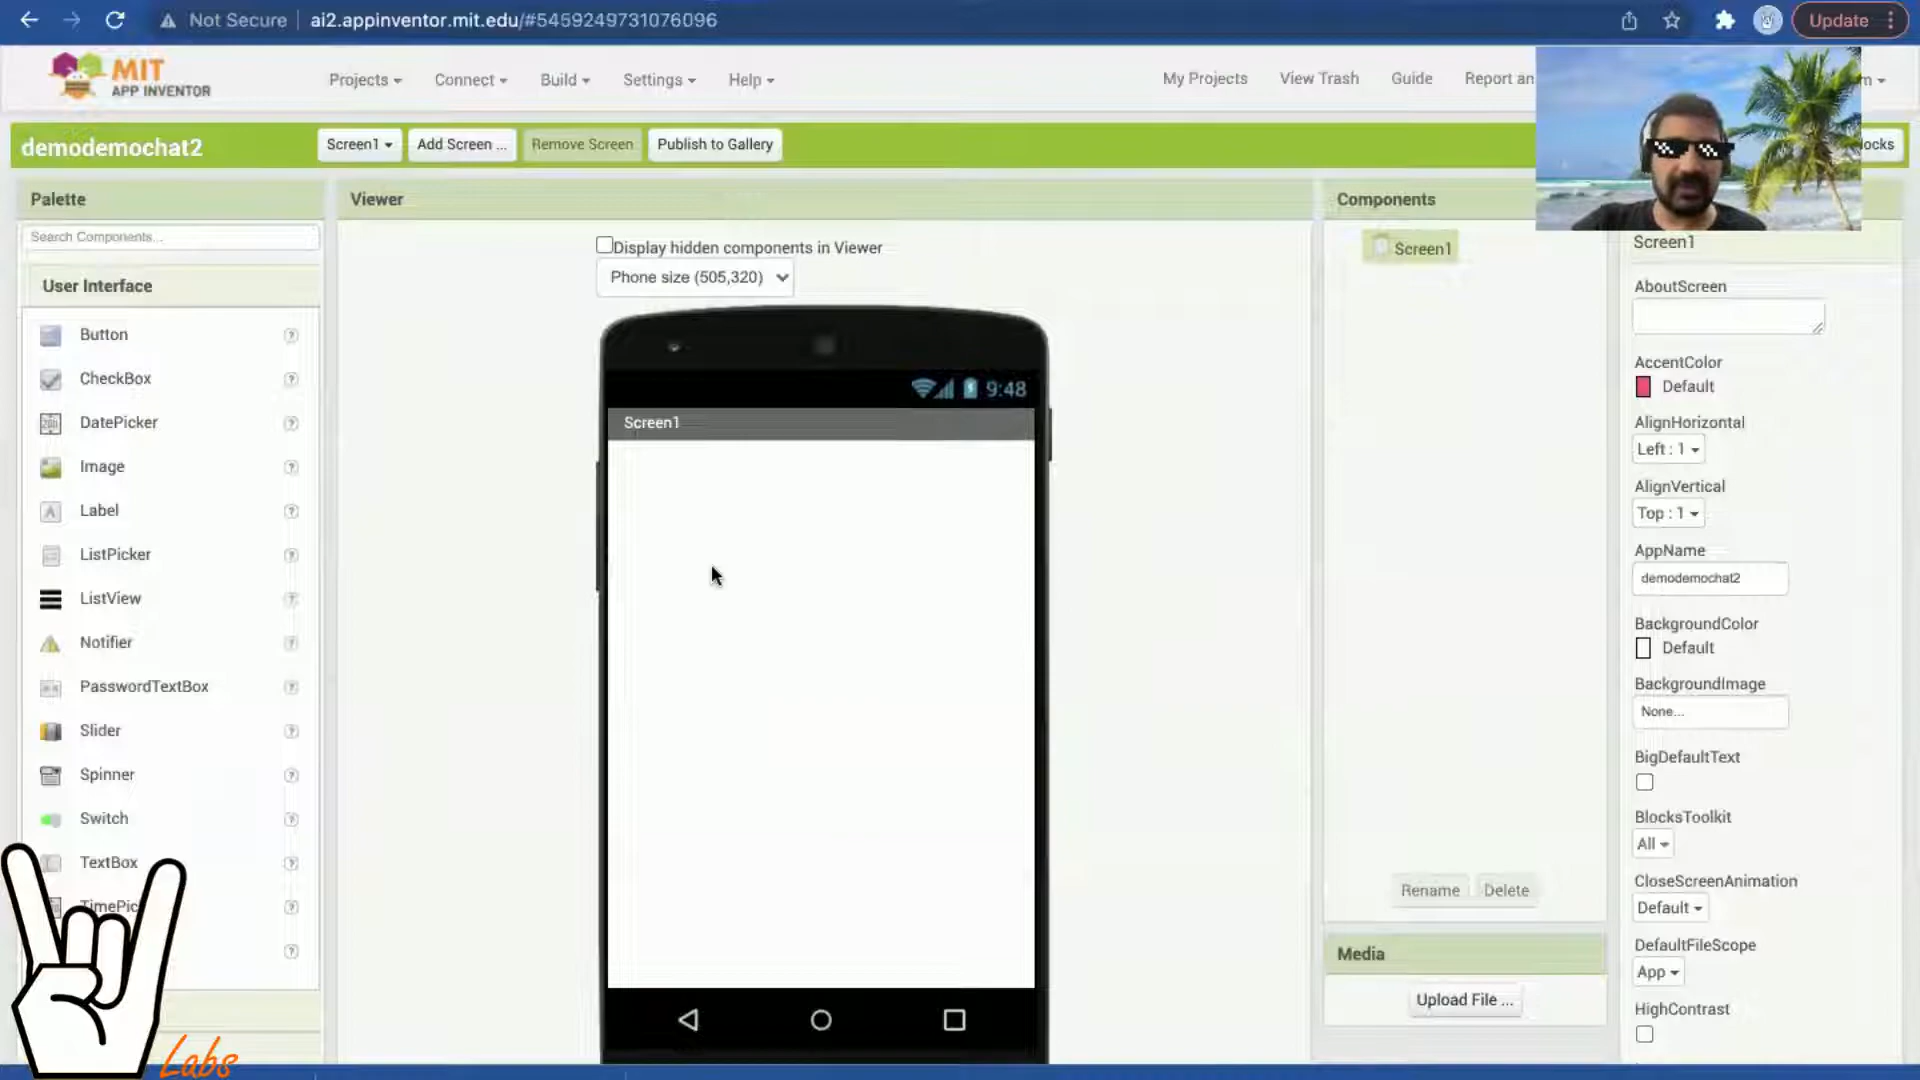 Not Secure | ai2.appinventor.mit.edu/#5459249731076096
Update
MIT
APP INVENTOR
Projects
Connect
Build
Settings
Help
My Projects
View Trash
Guide
Report an
m
demodemochat2
Screen1
Add Screen ...
Remove Screen
Publish to Gallery
ocks
Palette
Search Components...
User Interface
Button
CheckBox
DatePicker
Image
Label
ListPicker
ListView
Notifier
PasswordTextBox
Slider
Spinner
Switch
TextBox
TimePic
Labs
Viewer
Display hidden components in Viewer
Phone size (505,320)
9:48
Screen1
Components
Screen1
Rename
Delete
Media
Upload File ...
Screen1
AboutScreen
AccentColor
Default
AlignHorizontal
Left : 1
AlignVertical
Top : 1
AppName
demodemochat2
BackgroundColor
Default
BackgroundImage
None...
BigDefaultText
BlocksToolkit
All
CloseScreenAnimation
Default
DefaultFileScope
App
HighContrast